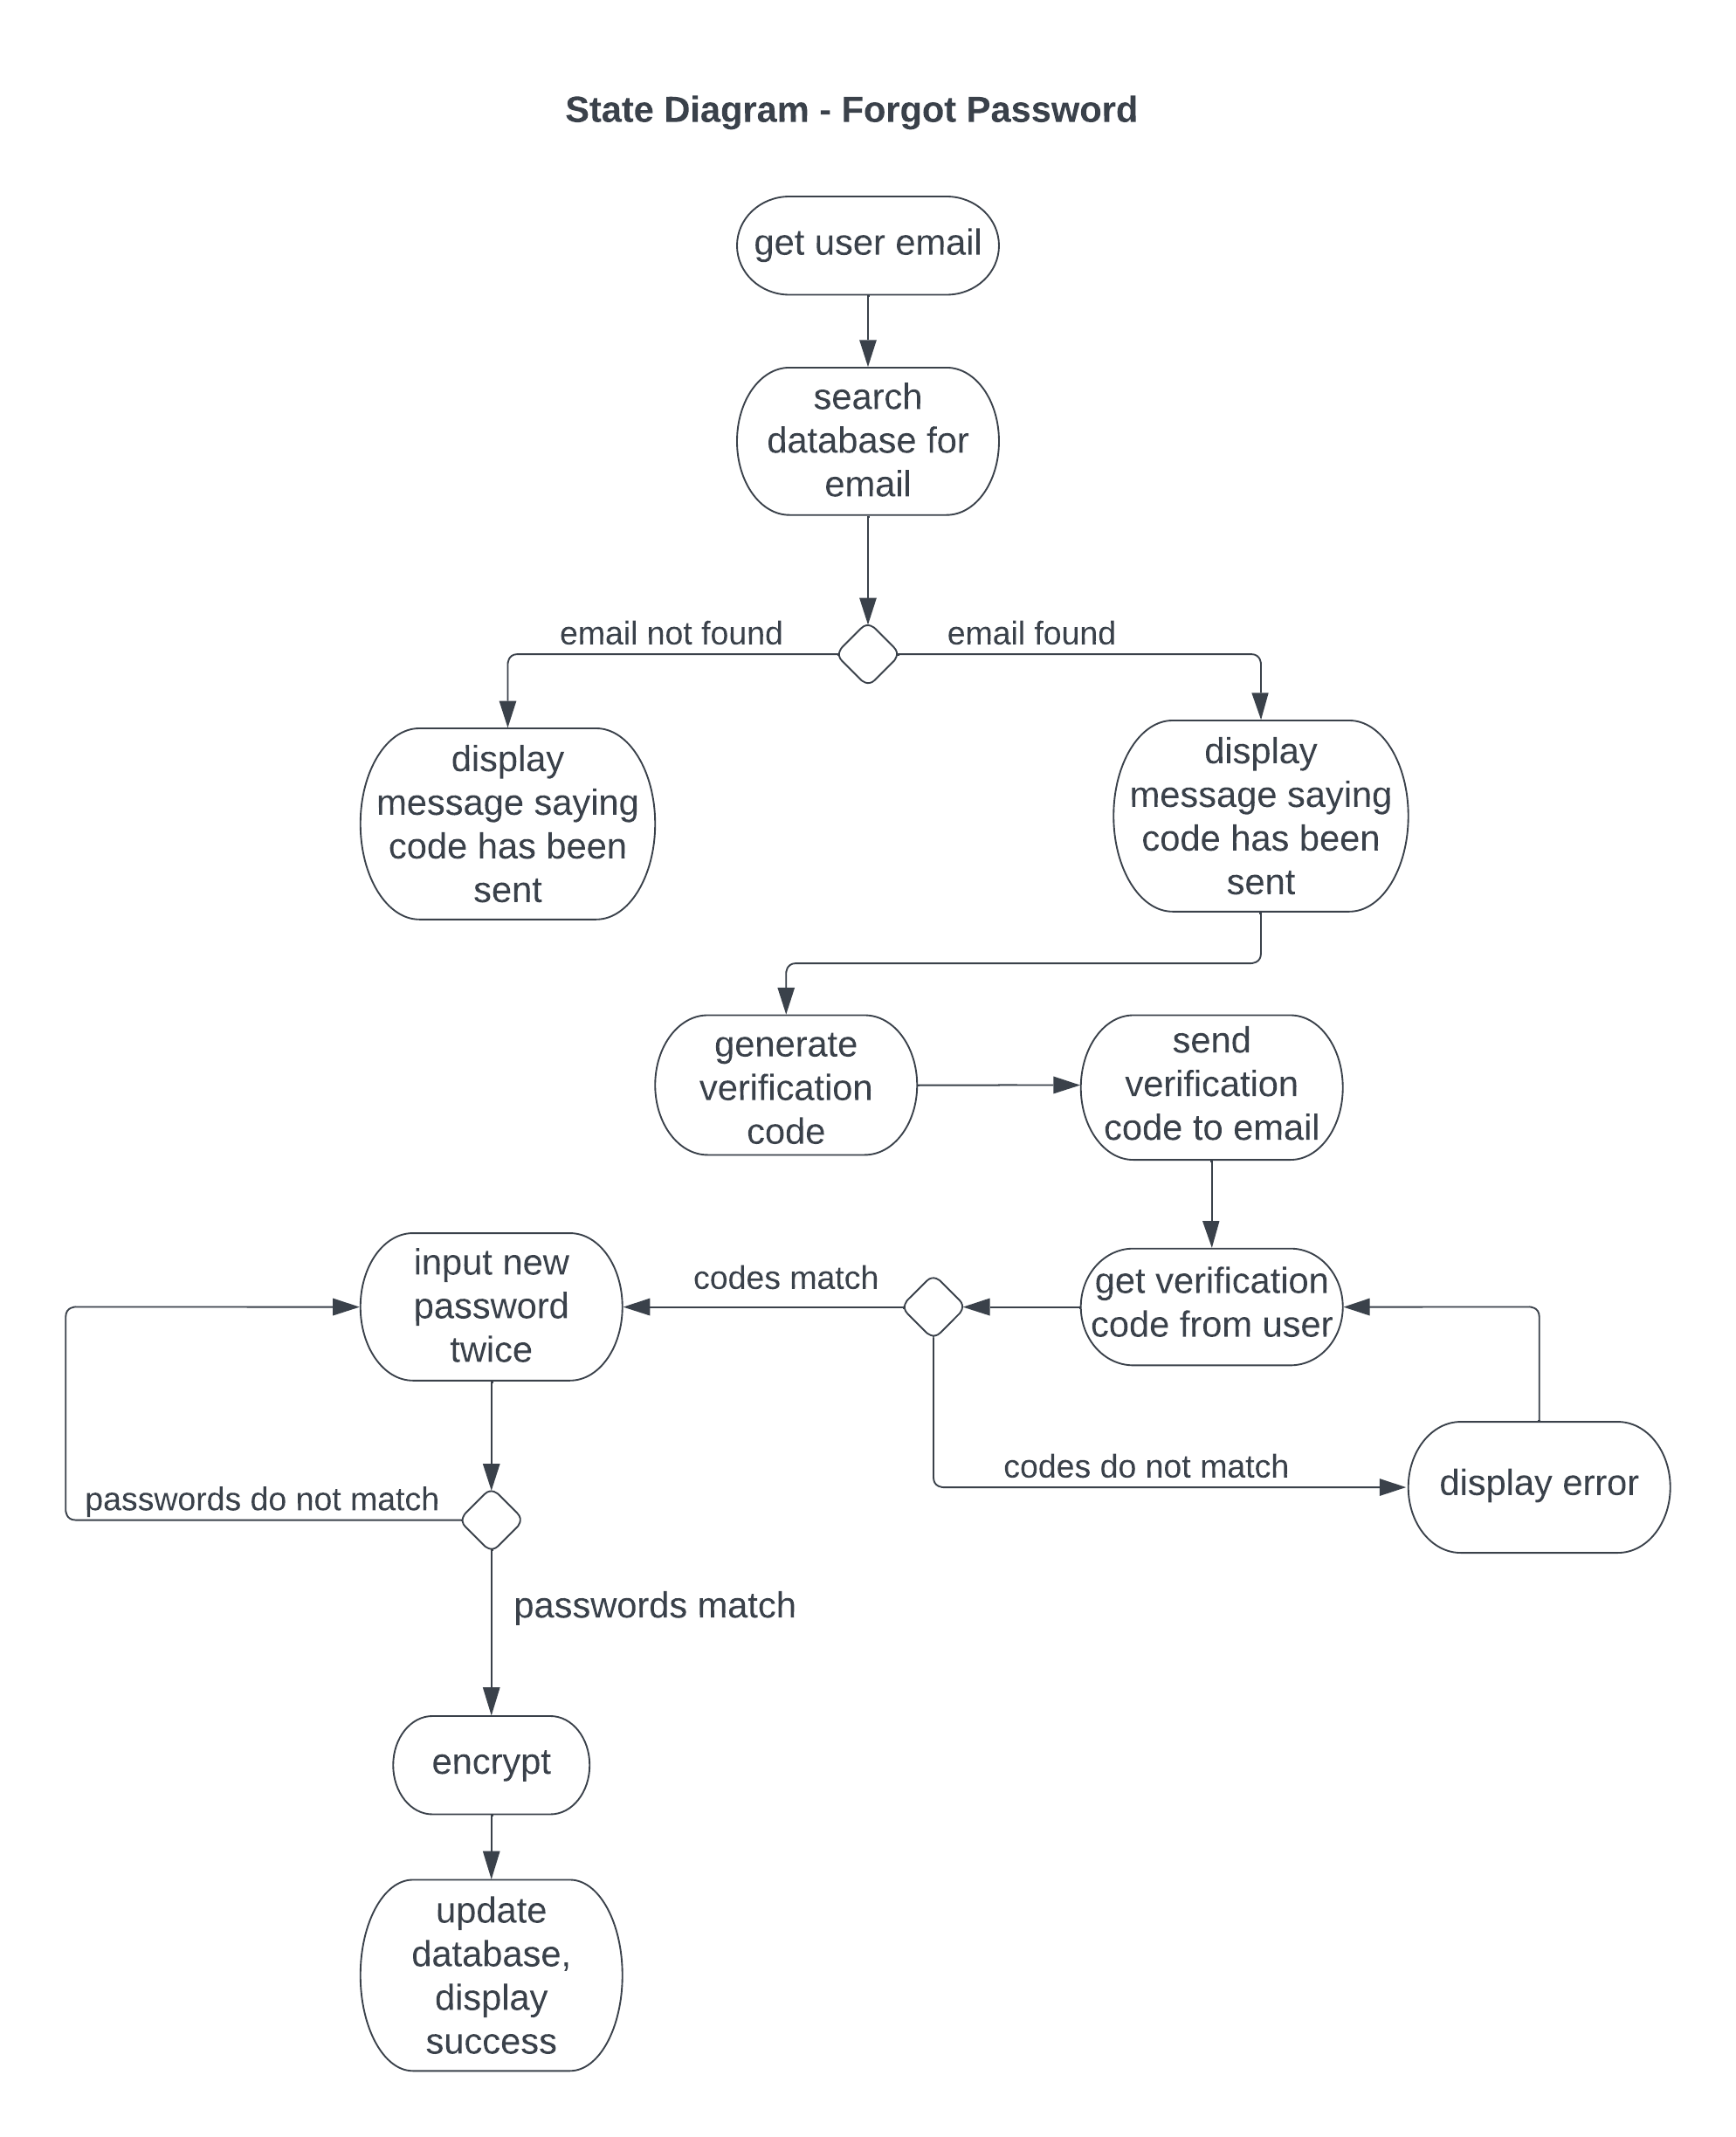 State Diagram - Forgot Password
get user email
search
database for
email
email not found
email found
display
message saying
code has been
sent
display
message saying
code has been
sent
generate
verification
code
send
verification
code to email
input new
password
twice
codes match
get verification
code from user
codes do not match
display error
passwords do not match
passwords match
encrypt
update
database,
display
success